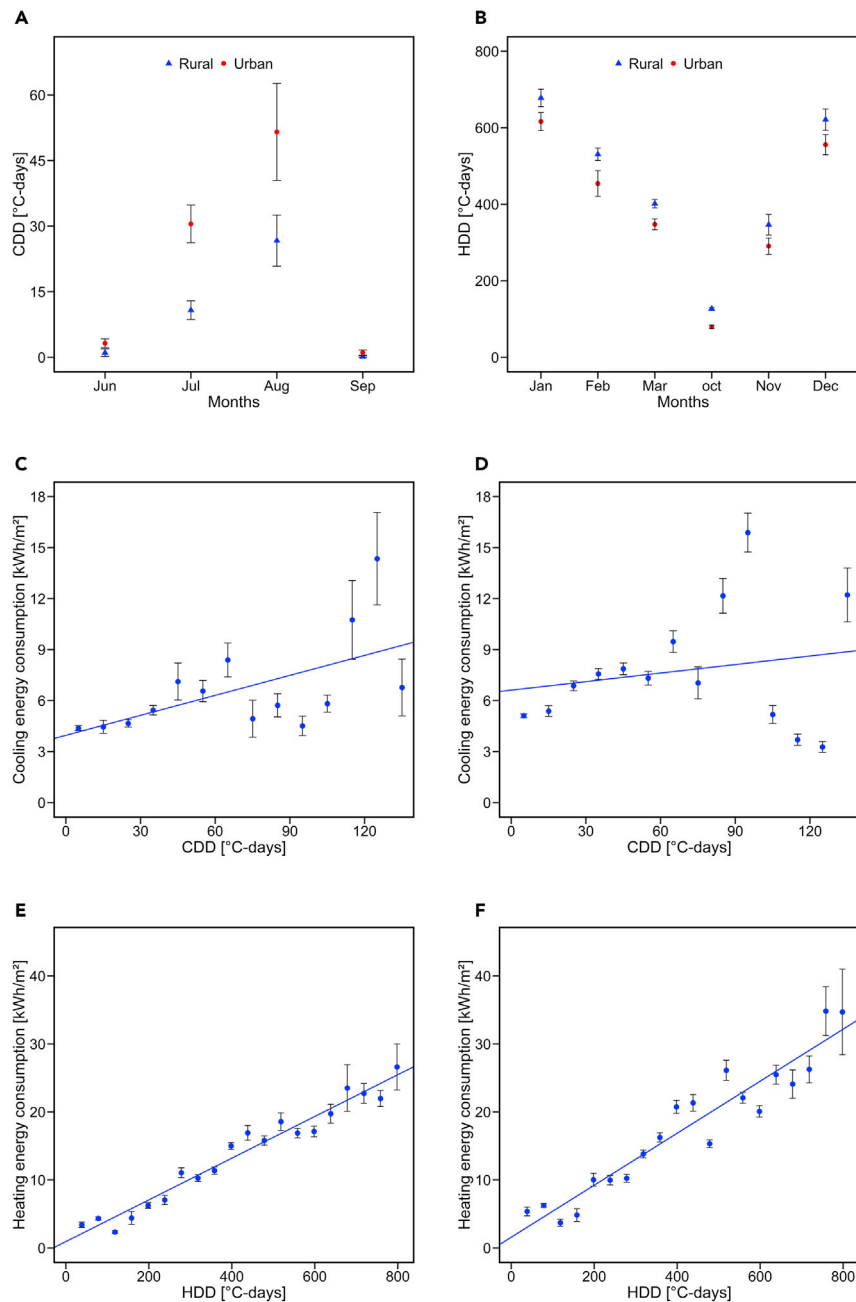 A
Rural Urban
60
45
30
15
0
CDD [°C-days]
Jun Jul Aug Sep
Months
B
Rural Urban
800
600
400
200
0
HDD [°C-days]
Jan Feb Mar oct Nov Dec
Months
C
18
15
12
9
6
3
0
Cooling energy consumption [kWh/m²]
0 30 60 90 120
CDD [°C-days]
D
18
15
12
9
6
3
0
Cooling energy consumption [kWh/m²]
0 30 60 90 120
CDD [°C-days]
E
40
30
20
10
0
Heating energy consumption [kWh/m²]
0 200 400 600 800
HDD [°C-days]
F
40
30
20
10
0
Heating energy consumption [kWh/m²]
0 200 400 600 800
HDD [°C-days]